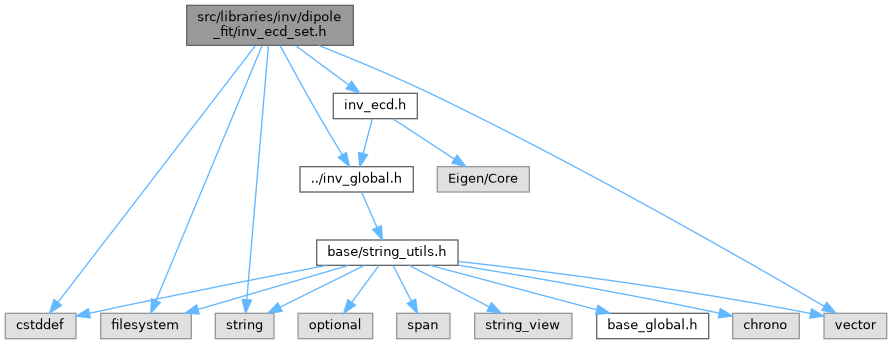 src/libraries/inv/dipole
_fit/inv_ecd_set.h
inv_ecd.h
../inv_global.h
Eigen/Core
base/string_utils.h
cstddef
filesystem
string
optional
span
string_view
base_global.h
chrono
vector